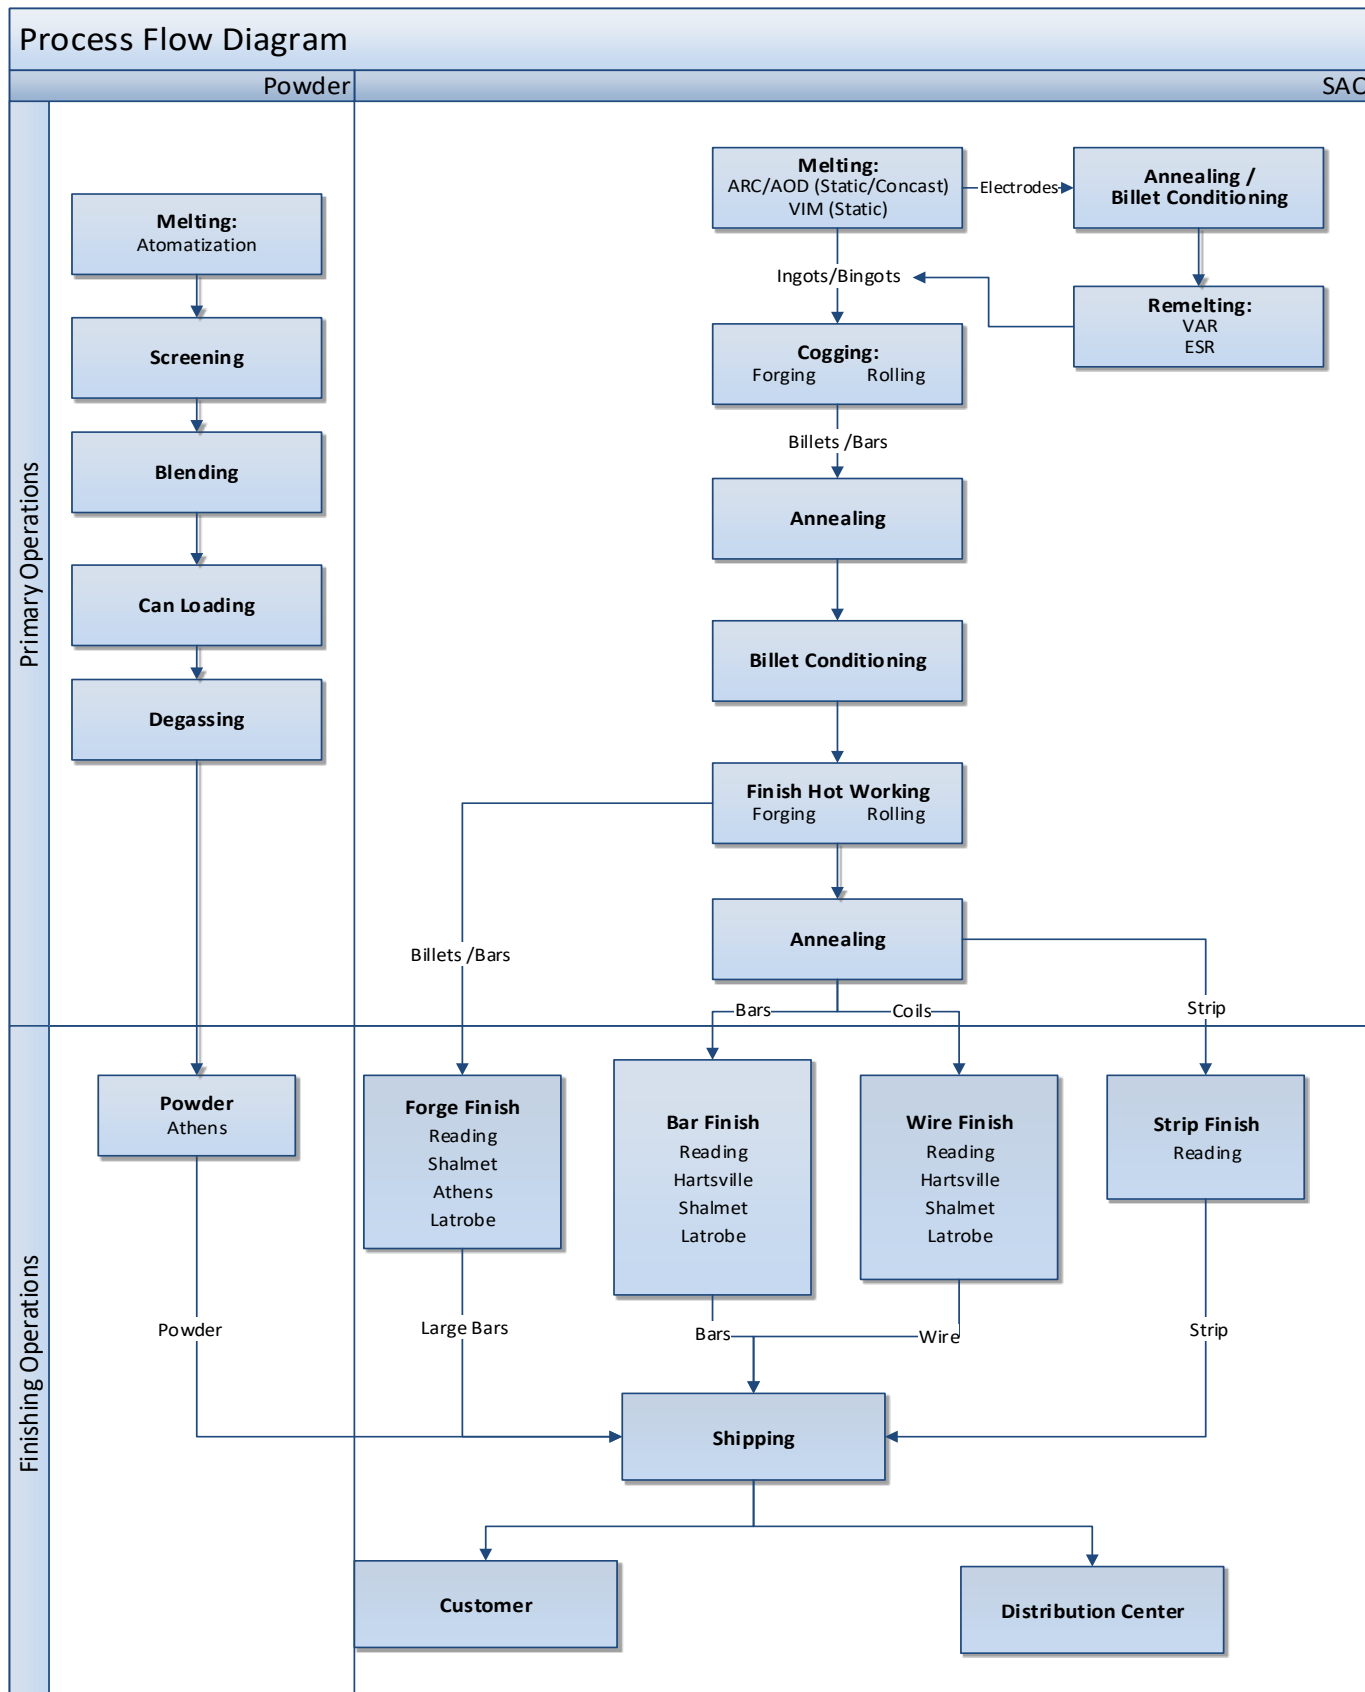 Process Flow Diagram
Powder
SAO
Primary Operations
Melting:
Atomatization
Screening
Blending
Can Loading
Degassing
Melting:
ARC/AOD (Static/Concast)
VIM (Static)
Electrodes
Annealing /
Billet Conditioning
Ingots/Bingots
Remelting:
VAR
ESR
Cogging:
Forging Rolling
Billets /Bars
Annealing
Billet Conditioning
Finish Hot Working
Forging Rolling
Annealing
Billets /Bars
Bars
Coils
Strip
Finishing Operations
Powder
Athens
Forge Finish
Reading
Shalmet
Athens
Latrobe
Bar Finish
Reading
Hartsville
Shalmet
Latrobe
Wire Finish
Reading
Hartsville
Shalmet
Latrobe
Strip Finish
Reading
Powder
Large Bars
Bars
Wire
Strip
Shipping
Customer
Distribution Center